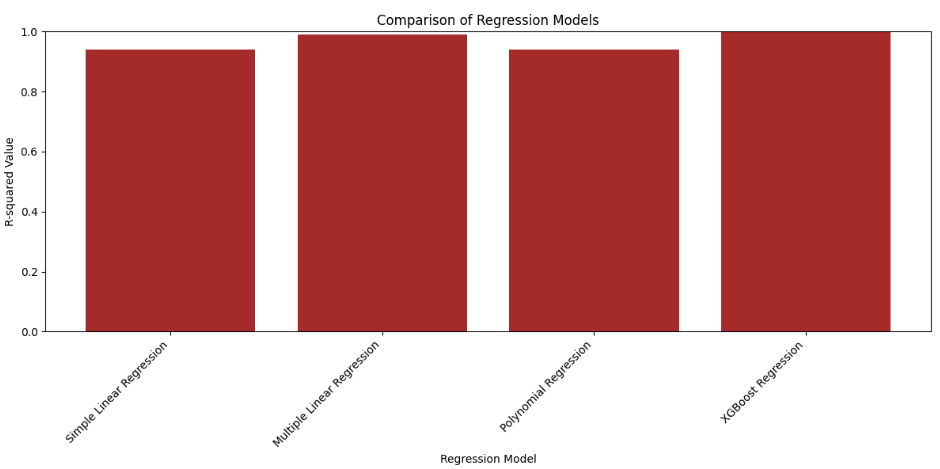 Comparison of Regression Models
R-squared Value
1.0
0.8
0.6
0.4
0.2
0.0
Simple Linear Regression
Multiple Linear Regression
Polynomial Regression
XGBoost Regression
Regression Model